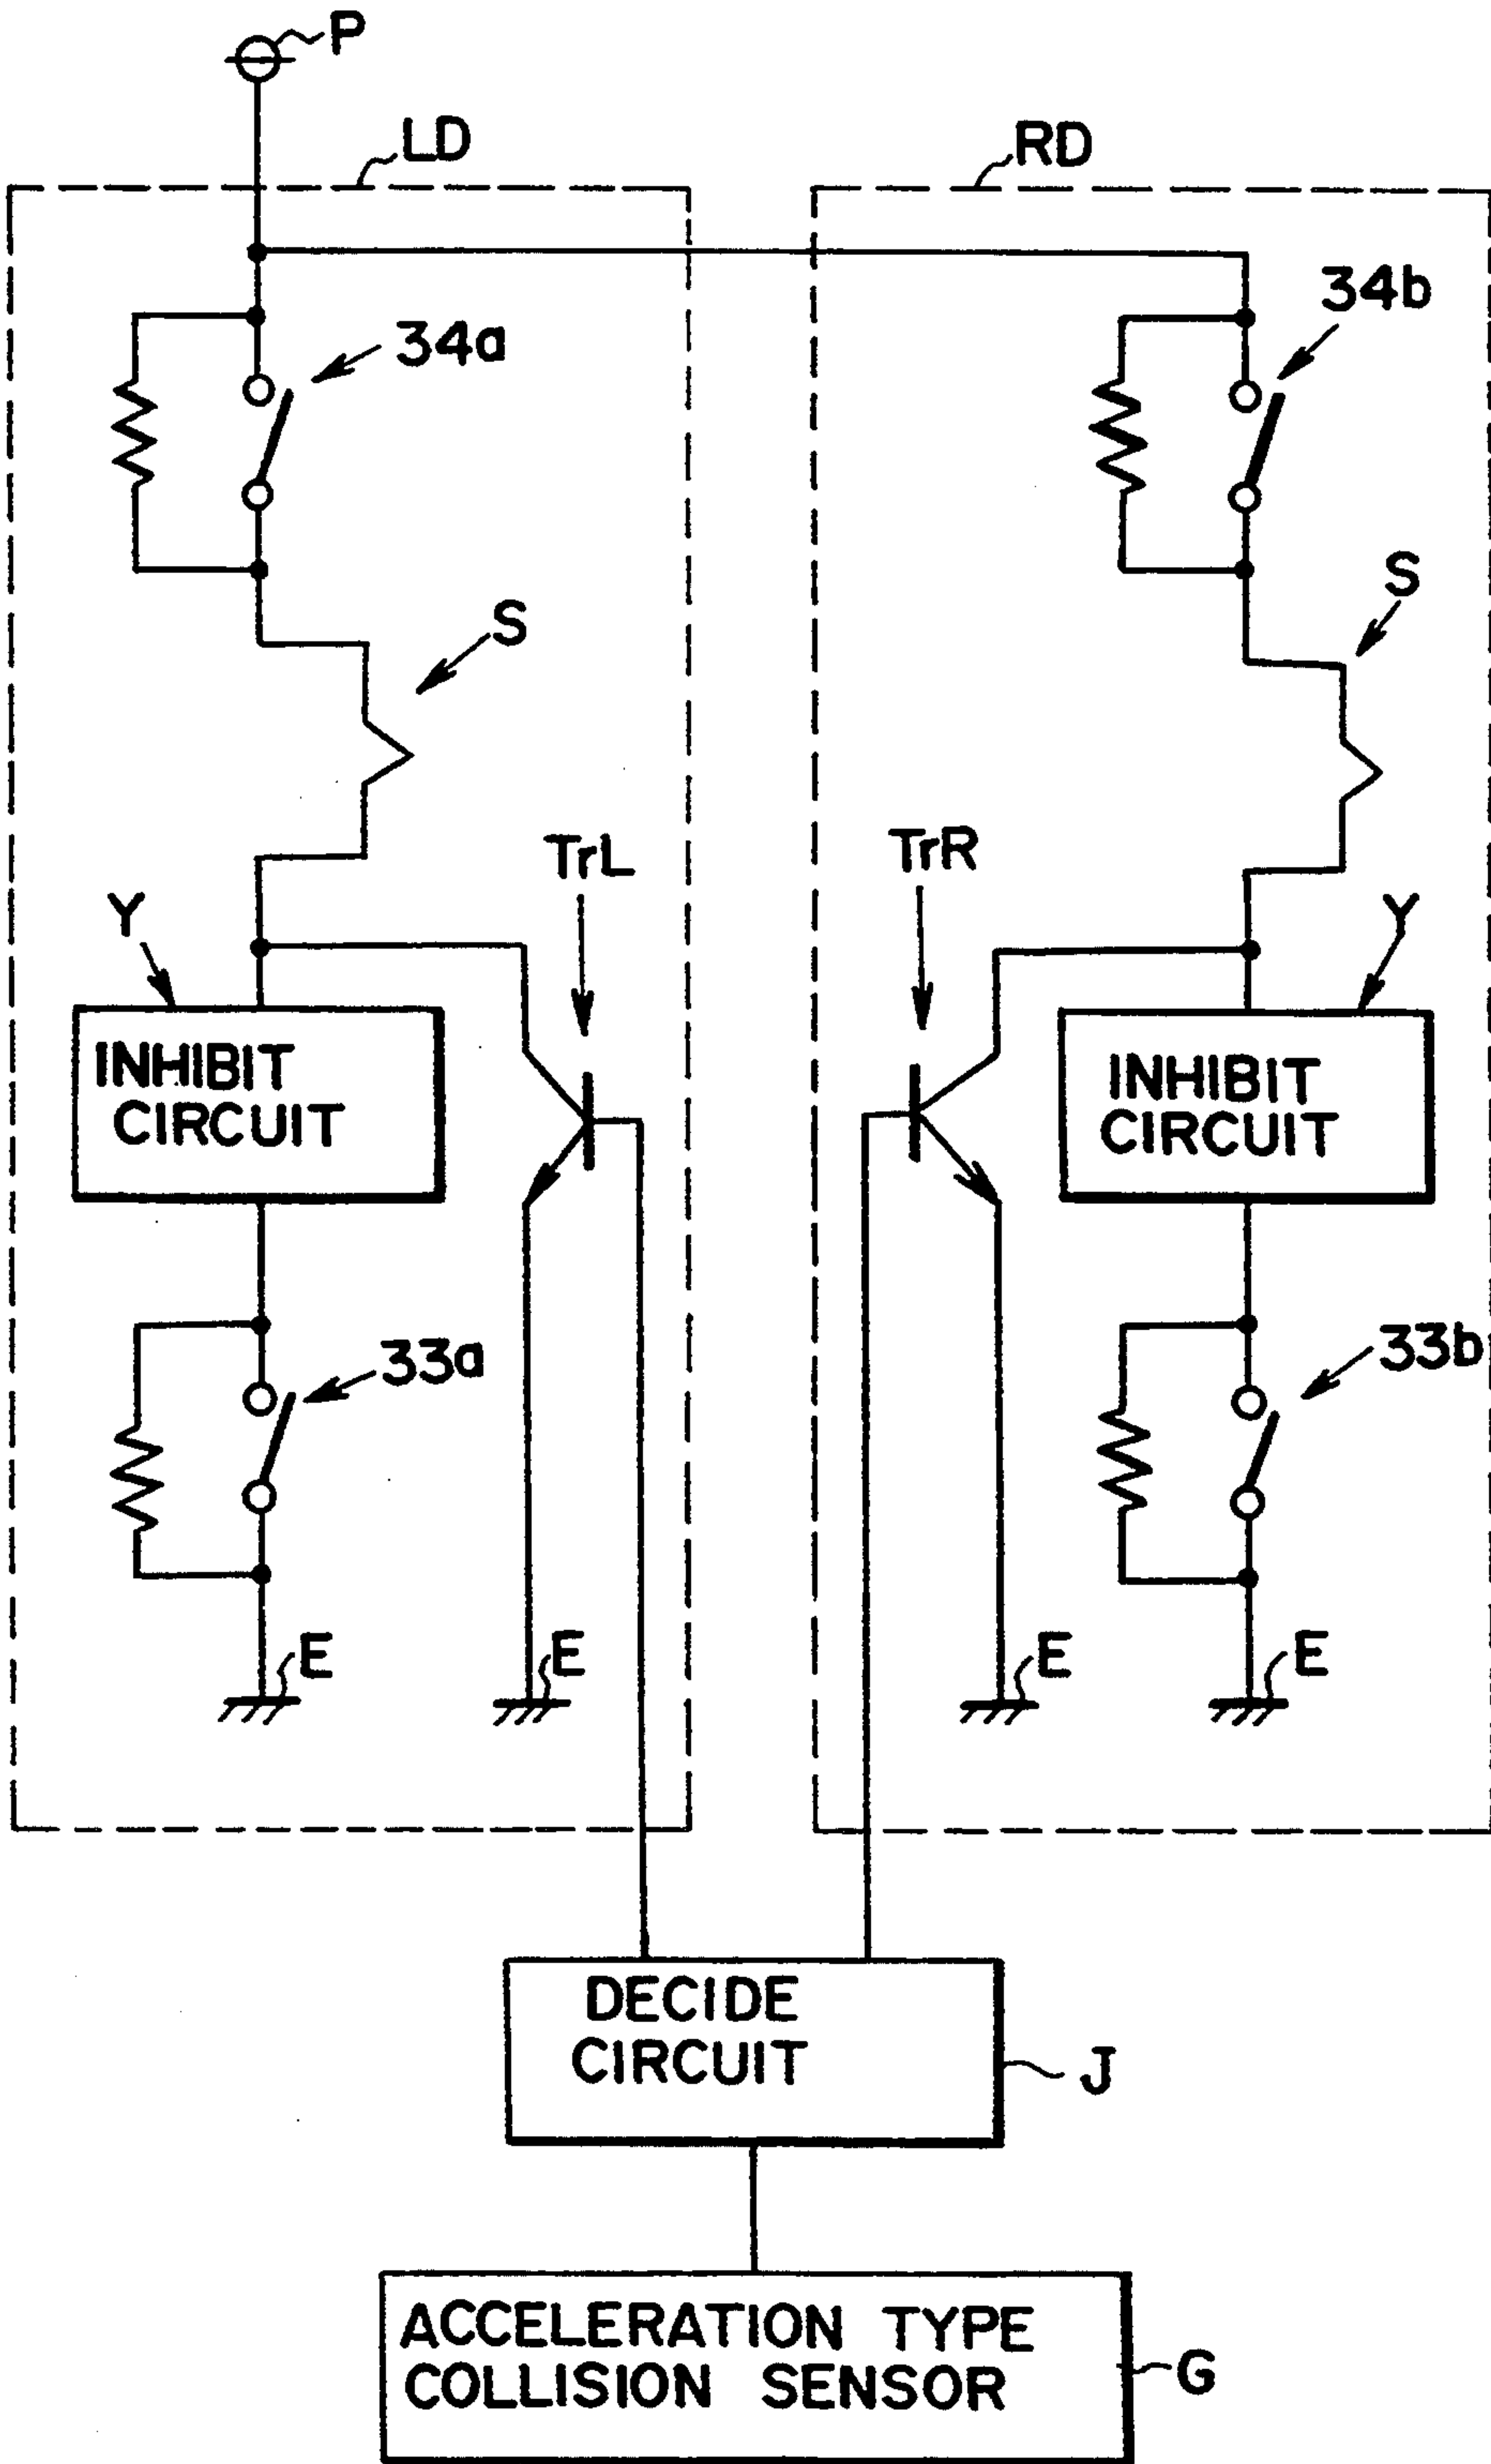 P
LD
RD
34a
34b
S
S
TrL
TrR
Y
Y
INHIBIT
CIRCUIT
INHIBIT
CIRCUIT
33a
33b
E
E
E
E
DECIDE
CIRCUIT
J
ACCELERATION TYPE
COLLISION SENSOR
G